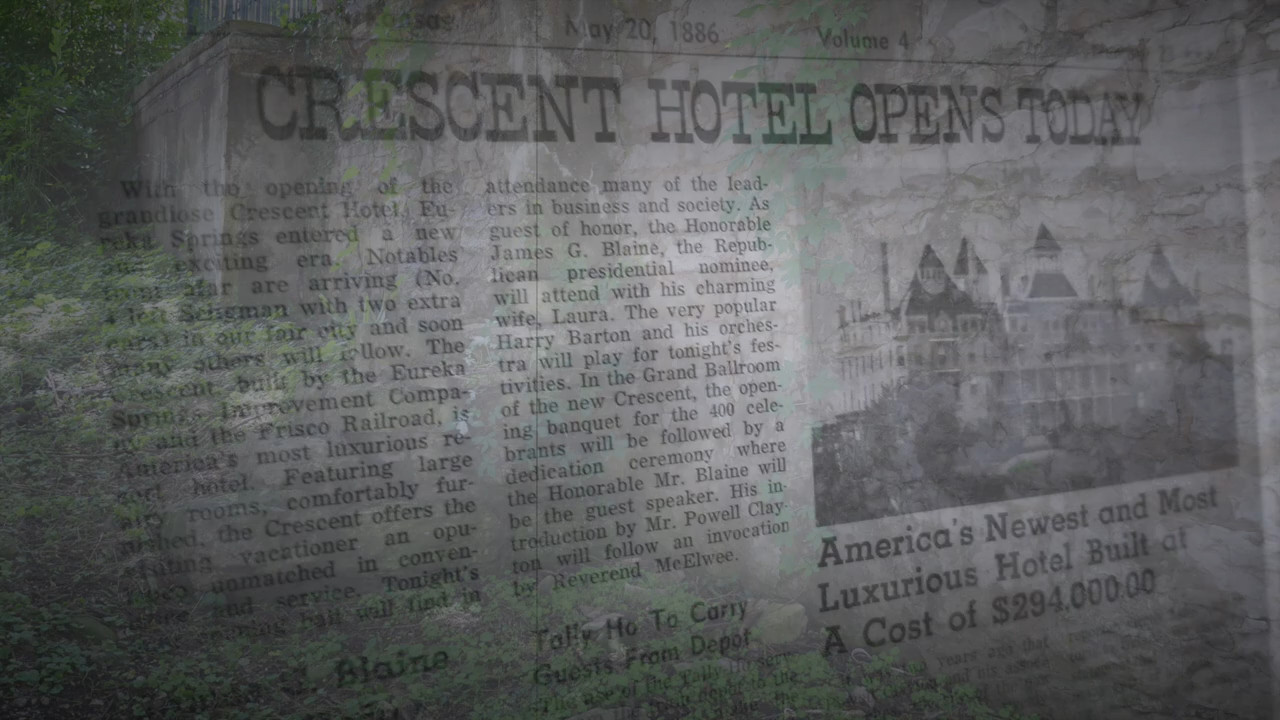 Arkansas
May 20, 1886
Volume 4
CRESCENT HOTEL OPENS TODAY
With the opening of the
grandiose Crescent Hotel, Eu-
reka Springs entered a new
and exciting era. Notables
from afar are arriving (No.
4 left Seligman with two extra
cars) in our fair city and soon
many others will follow. The
Crescent built by the Eureka
Springs Improvement Compa-
ny and the Frisco Railroad, is
America's most luxurious re-
sort hotel. Featuring large
airy rooms, comfortably fur-
nished, the Crescent offers the
vacationer an opu-
unmatched in conven-
and service. Tonight's
ball will find in
attendance many of the lead-
ers in business and society. As
guest of honor, the Honorable
James G. Blaine, the Repub-
lican presidential nominee,
will attend with his charming
wife, Laura. The very popular
Harry Barton and his orches-
tra will play for tonight's fes-
tivities. In the Grand Ballroom
of the new Crescent, the open-
ing banquet for the 400 cele-
brants will be followed by a
dedication ceremony where
the Honorable Mr. Blaine will
be the guest speaker. His in-
troduction by Mr. Powell Clay-
ton will follow an invocation
by Reverend McElwee.
Blaine
Tally Ho To Carry
Guests From Depot
America's Newest and Most
Luxurious Hotel Built at
A Cost of $294,000.00
years ago that